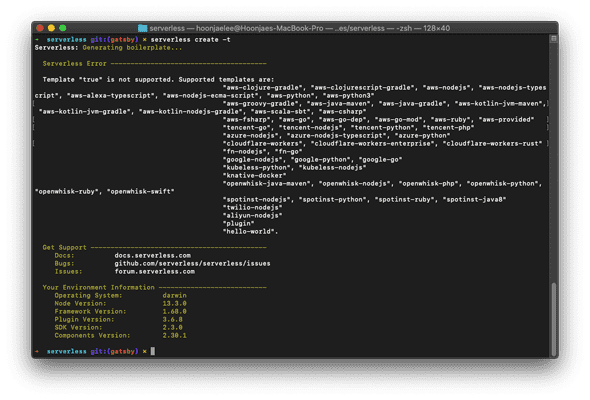 serverless — hoonjaelee@Hoonjaes-MacBook-Pro — ..es/serverless — -zsh — 128×40
→ serverless git:(gatsby) × serverless create -t
Serverless: Generating boilerplate...
Serverless Error ----------------------------------------
Template "true" is not supported. Supported templates are:
"aws-clojure-gradle", "aws-clojurescript-gradle", "aws-nodejs", "aws-nodejs-types
cript", "aws-alexa-typescript", "aws-nodejs-ecma-script", "aws-python", "aws-python3"
"aws-groovy-gradle", "aws-java-maven", "aws-java-gradle", "aws-kotlin-jvm-maven",
"aws-kotlin-jvm-gradle", "aws-kotlin-nodejs-gradle", "aws-scala-sbt", "aws-csharp"
"aws-fsharp", "aws-go", "aws-go-dep", "aws-go-mod", "aws-ruby", "aws-provided"
"tencent-go", "tencent-nodejs", "tencent-python", "tencent-php"
"azure-nodejs", "azure-nodejs-typescript", "azure-python"
"cloudflare-workers", "cloudflare-workers-enterprise", "cloudflare-workers-rust"
"fn-nodejs", "fn-go"
"google-nodejs", "google-python", "google-go"
"kubeless-python", "kubeless-nodejs"
"knative-docker"
"openwhisk-java-maven", "openwhisk-nodejs", "openwhisk-php", "openwhisk-python",
"openwhisk-ruby", "openwhisk-swift"
"spotinst-nodejs", "spotinst-python", "spotinst-ruby", "spotinst-java8"
"twilio-nodejs"
"aliyun-nodejs"
"plugin"
"hello-world".
Get Support --------------------------------------------
Docs: docs.serverless.com
Bugs: github.com/serverless/serverless/issues
Issues: forum.serverless.com
Your Environment Information ---------------------------
Operating System: darwin
Node Version: 13.3.0
Framework Version: 1.68.0
Plugin Version: 3.6.8
SDK Version: 2.3.0
Components Version: 2.30.1
→ serverless git:(gatsby) ×